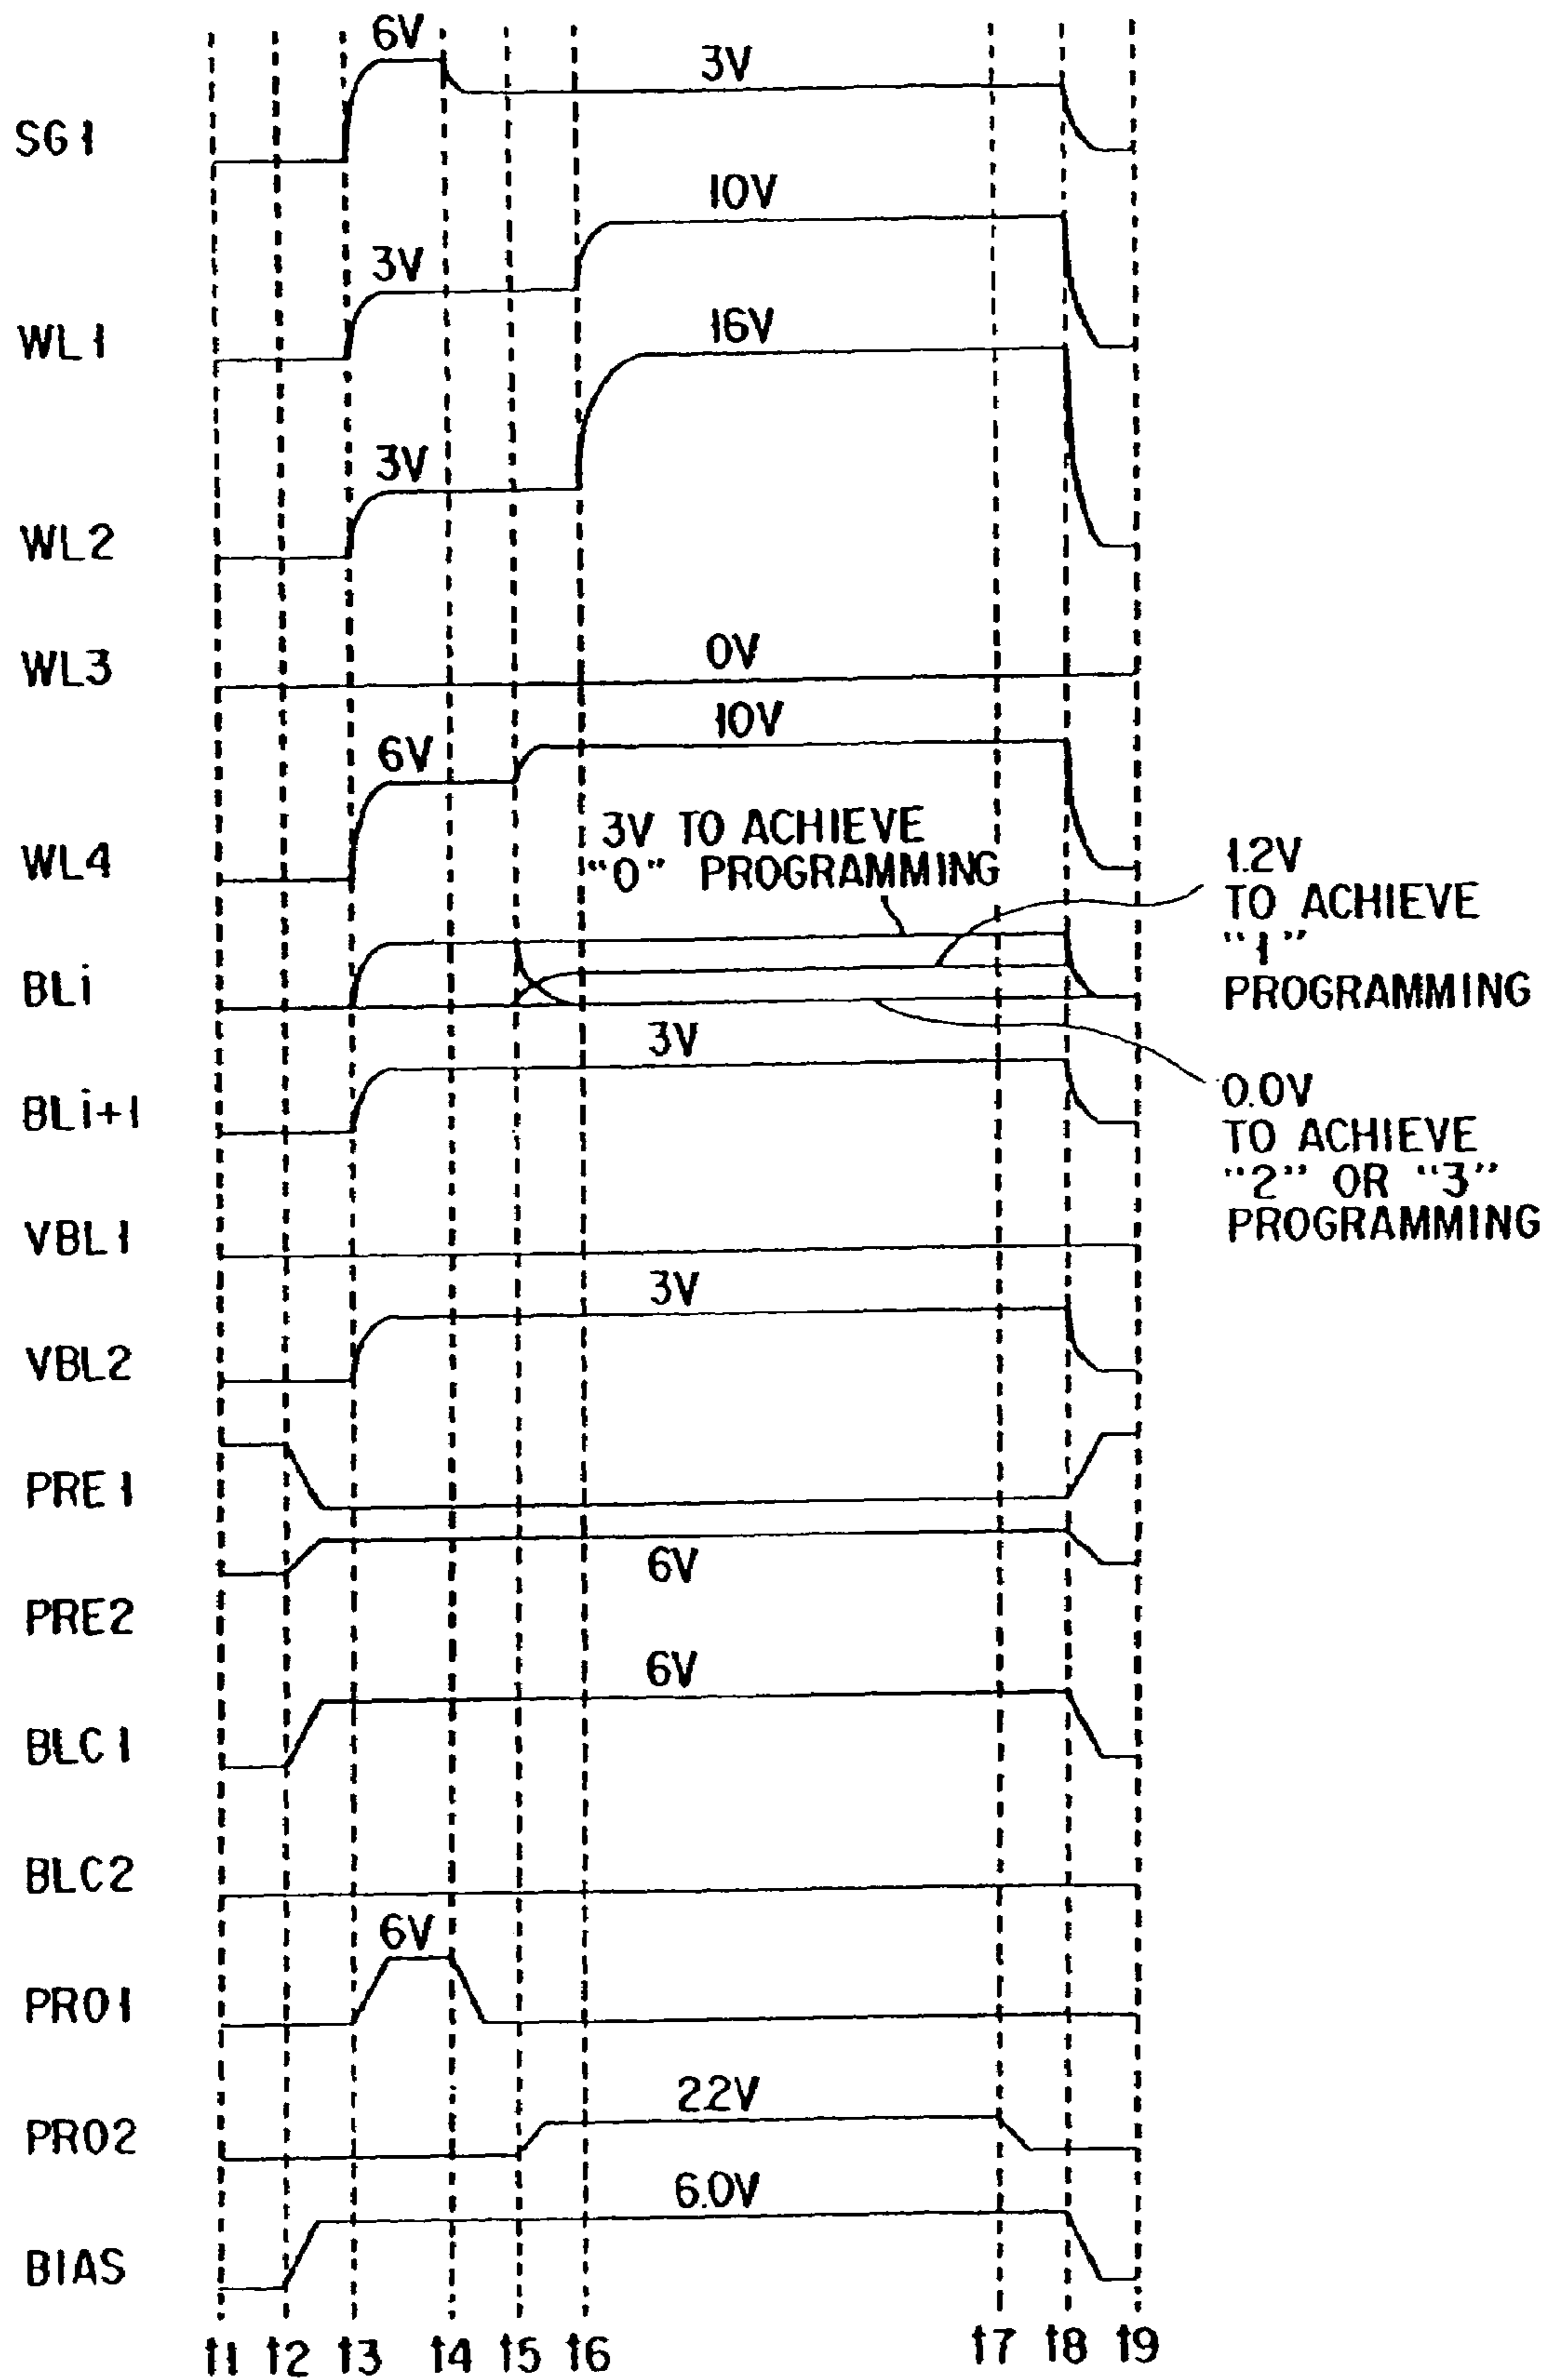 6V
3V
SG1
10V
3V
WL1
16V
3V
WL2
0V
WL3
10V
6V
WL4
3V TO ACHIEVE
"0" PROGRAMMING
1.2V
TO ACHIEVE
"1"
PROGRAMMING
BLi
3V
BLi+1
0.0V
TO ACHIEVE
"2" OR "3"
PROGRAMMING
VBL1
3V
VBL2
PRE1
6V
PRE2
6V
BLC1
BLC2
6V
PRO1
2.2V
PRO2
6.0V
BIAS
t1 t2 t3 t4 t5 t6 t7 t8 t9